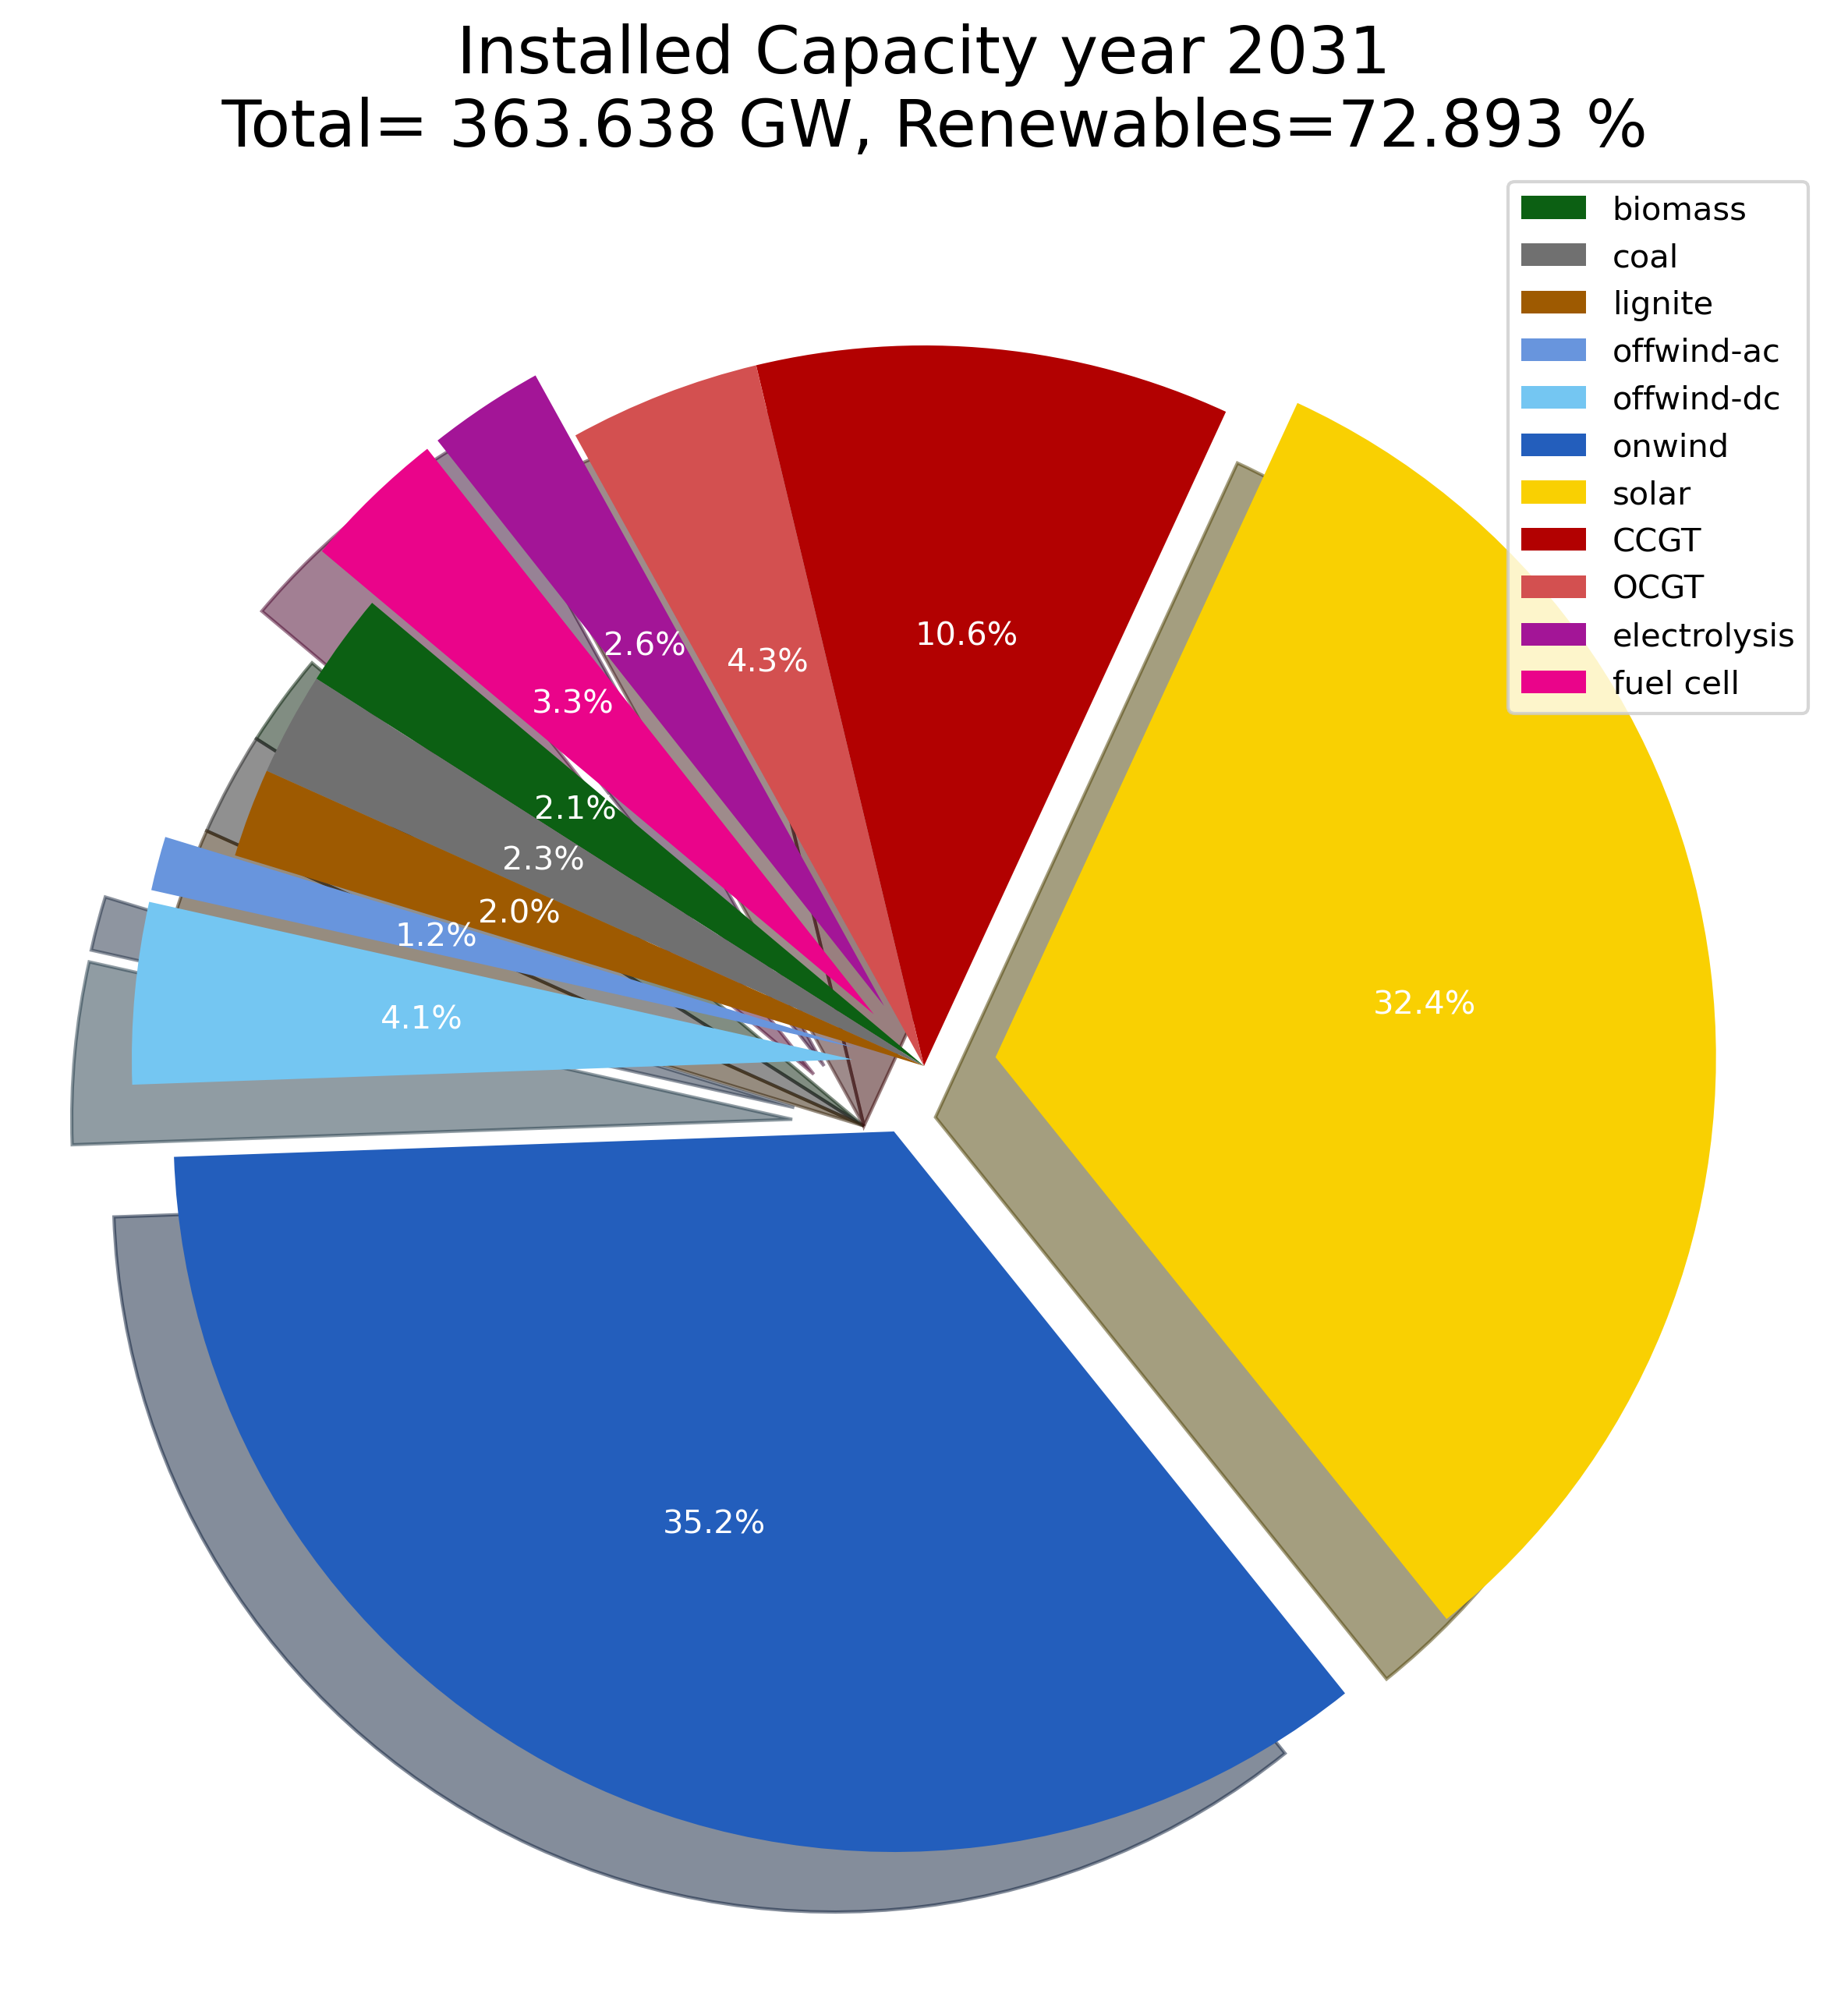 Installed Capacity year 2031
Total= 363.638 GW, Renewables=72.893 %
biomass
coal
lignite
offwind-ac
offwind-dc
onwind
solar
CCGT
OCGT
electrolysis
fuel cell
10.6%
4.3%
2.6%
3.3%
2.1%
2.3%
2.0%
1.2%
4.1%
32.4%
35.2%